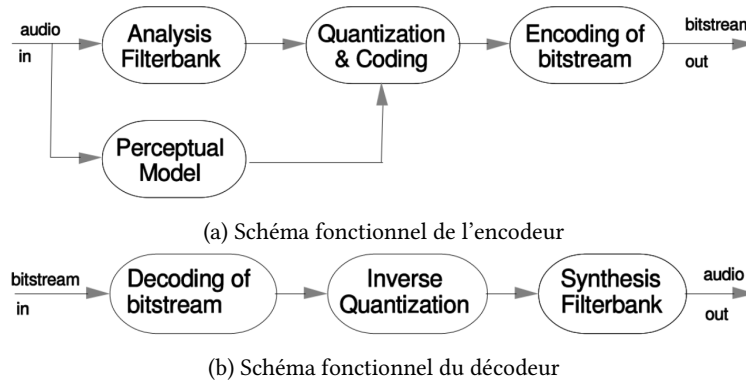 audio
in
Analysis
Filterbank
Quantization
& Coding
Encoding of
bitstream
bitstream
out
Perceptual
Model
(a) Schéma fonctionnel de l'encodeur
bitstream
in
Decoding of
bitstream
Inverse
Quantization
Synthesis
Filterbank
audio
out
(b) Schéma fonctionnel du décodeur